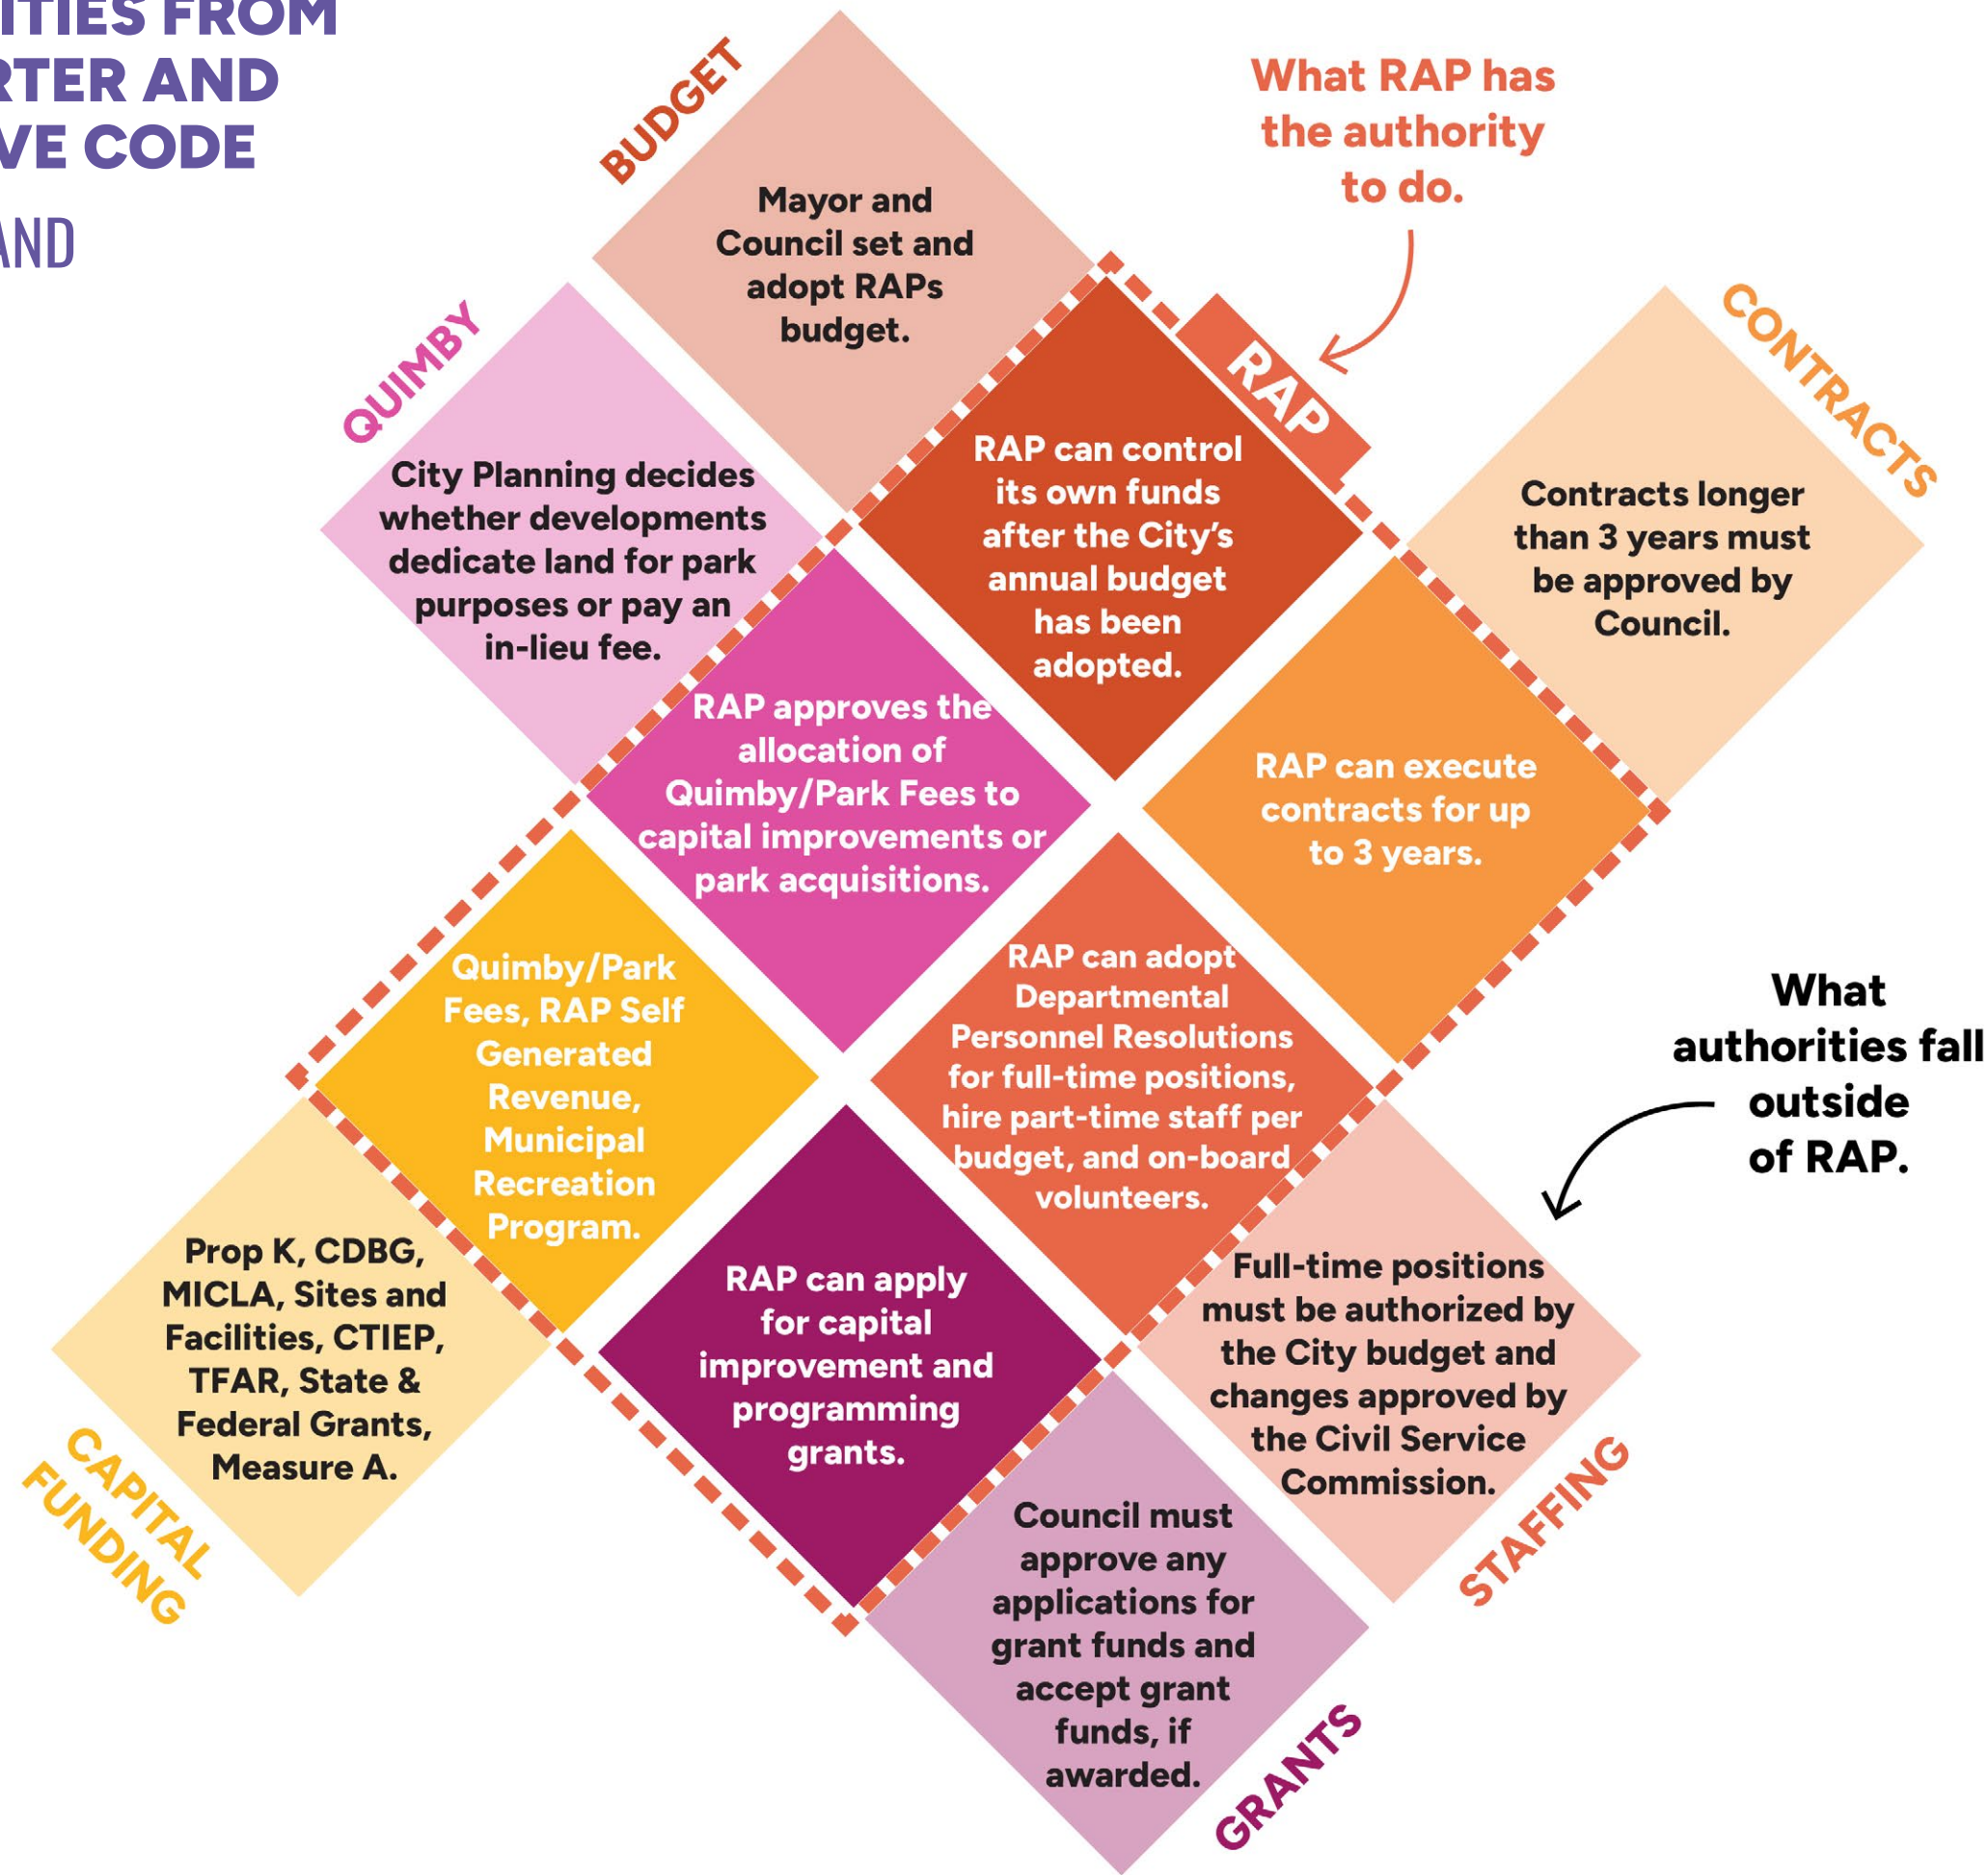 ITIES FROM
RTER AND
VE CODE
AND
BUDGET
Mayor and
Council set and
adopt RAPs
budget.
What RAP has
the authority
to do.
RAP
QUIMBY
City Planning decides
whether developments
dedicate land for park
purposes or pay an
in-lieu fee.
RAP can control
its own funds
after the City's
annual budget
has been
adopted.
CONTRACTS
Contracts longer
than 3 years must
be approved by
Council.
RAP approves the
allocation of
Quimby/Park Fees to
capital improvements or
park acquisitions.
RAP can execute
contracts for up
to 3 years.
Quimby/Park
Fees, RAP Self
Generated
Revenue,
Municipal
Recreation
Program.
RAP can adopt
Departmental
Personnel Resolutions
for full-time positions,
hire part-time staff per
budget, and on-board
volunteers.
What
authorities fall
outside
of RAP.
Prop K, CDBG,
MICLA, Sites and
Facilities, CTIEP,
TFAR, State &
Federal Grants,
Measure A.
CAPITAL
FUNDING
RAP can apply
for capital
improvement and
programming
grants.
Full-time positions
must be authorized by
the City budget and
changes approved by
the Civil Service
Commission.
STAFFING
Council must
approve any
applications for
grant funds and
accept grant
funds, if
awarded.
GRANTS